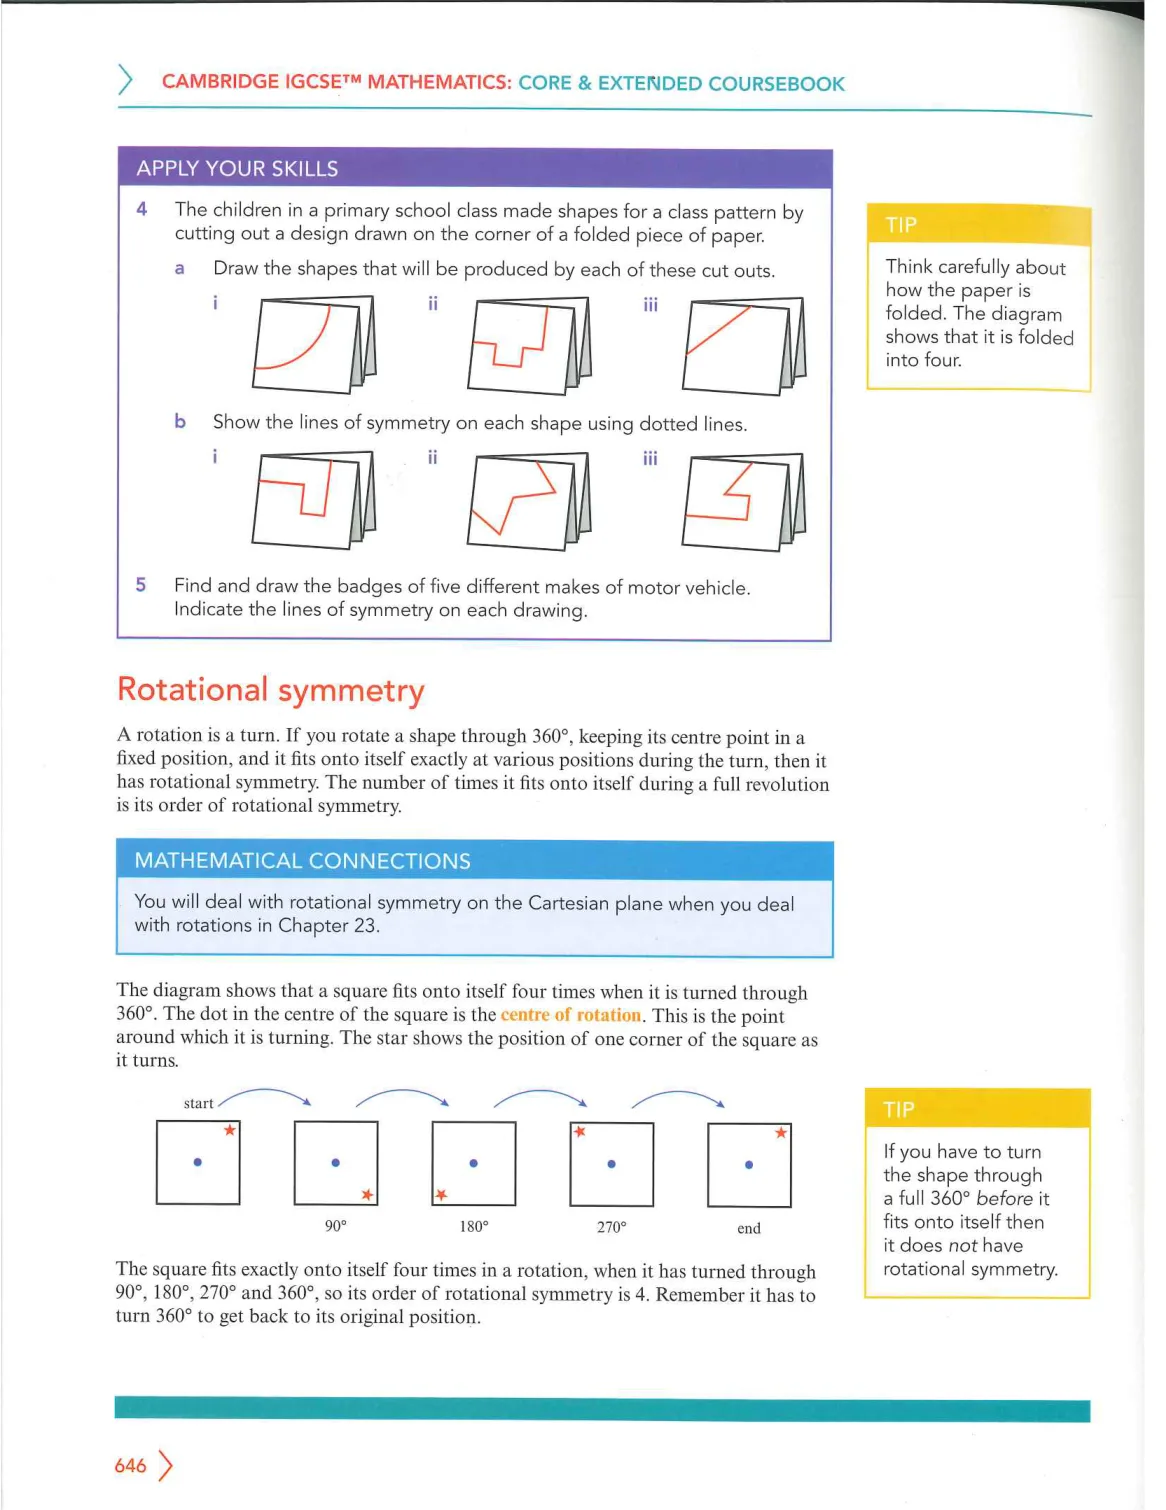 CAMBRIDGE IGCSE™ MATHEMATICS: CORE & EXTENDED COURSEBOOK
APPLY YOUR SKILLS
4 The children in a primary school class made shapes for a class pattern by
cutting out a design drawn on the corner of a folded piece of paper.
a Draw the shapes that will be produced by each of these cut outs.
i ii iii
b Show the lines of symmetry on each shape using dotted lines.
i ii iii
5 Find and draw the badges of five different makes of motor vehicle.
Indicate the lines of symmetry on each drawing.
TIP
Think carefully about
how the paper is
folded. The diagram
shows that it is folded
into four.
Rotational symmetry
A rotation is a turn. If you rotate a shape through 360°, keeping its centre point in a
fixed position, and it fits onto itself exactly at various positions during the turn, then it
has rotational symmetry. The number of times it fits onto itself during a full revolution
is its order of rotational symmetry.
MATHEMATICAL CONNECTIONS
You will deal with rotational symmetry on the Cartesian plane when you deal
with rotations in Chapter 23.
The diagram shows that a square fits onto itself four times when it is turned through
360°. The dot in the centre of the square is the centre of rotation. This is the point
around which it is turning. The star shows the position of one corner of the square as
it turns.
start
90° 180° 270° end
The square fits exactly onto itself four times in a rotation, when it has turned through
90°, 180°, 270° and 360°, so its order of rotational symmetry is 4. Remember it has to
turn 360° to get back to its original position.
TIP
If you have to turn
the shape through
a full 360° before it
fits onto itself then
it does not have
rotational symmetry.
646